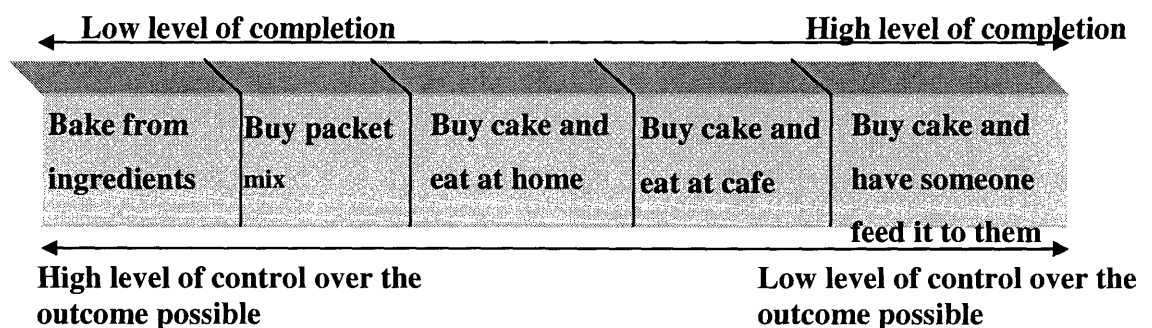 Low level of completion
High level of completion
Bake from
ingredients
Buy packet
mix
Buy cake and
eat at home
Buy cake and
eat at cafe
Buy cake and
have someone
feed it to them
High level of control over the
outcome possible
Low level of control over the
outcome possible